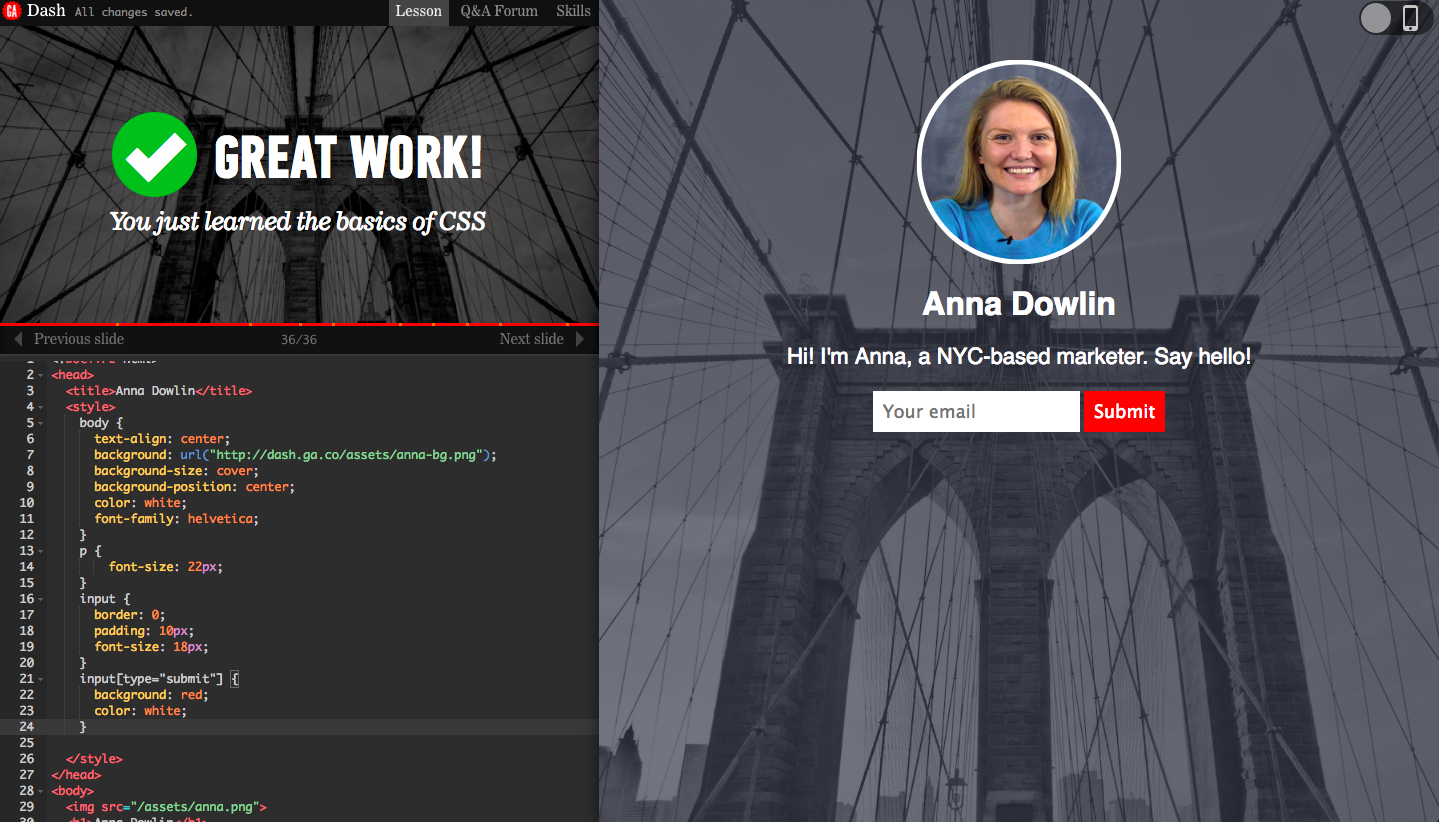 GA Dash All changes saved. Lesson Q&A Forum Skills
GREAT WORK!
You just learned the basics of CSS
Previous slide 36/36 Next slide
2 <head>
3 <title>Anna Dowlin</title>
4 <style>
5 body {
6 text-align: center;
7 background: url("http://dash.ga.co/assets/anna-bg.png");
8 background-size: cover;
9 background-position: center;
10 color: white;
11 font-family: helvetica;
12 }
13 p {
14 font-size: 22px;
15 }
16 input {
17 border: 0;
18 padding: 10px;
19 font-size: 18px;
20 }
21 input[type="submit"] {
22 background: red;
23 color: white;
24 }
25
26 </style>
27 </head>
28 <body>
29 <img src="/assets/anna.png">
30 <h1>Anna Dowlin</h1>
Anna Dowlin
Hi! I'm Anna, a NYC-based marketer. Say hello!
Your email Submit